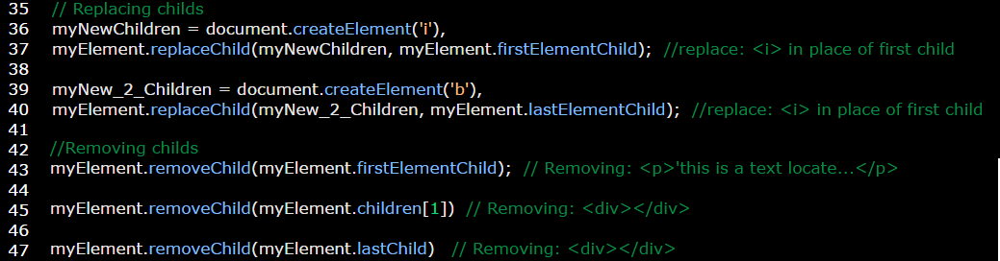 35 // Replacing childs
36 myNewChildren = document.createElement('i'),
37 myElement.replaceChild(myNewChildren, myElement.firstElementChild); //replace: <i> in place of first child
38
39 myNew_2_Children = document.createElement('b'),
40 myElement.replaceChild(myNew_2_Children, myElement.lastElementChild); //replace: <i> in place of first child
41
42 //Removing childs
43 myElement.removeChild(myElement.firstElementChild); // Removing: <p>'this is a text locate...</p>
44
45 myElement.removeChild(myElement.children[1]) // Removing: <div></div>
46
47 myElement.removeChild(myElement.lastChild) // Removing: <div></div>